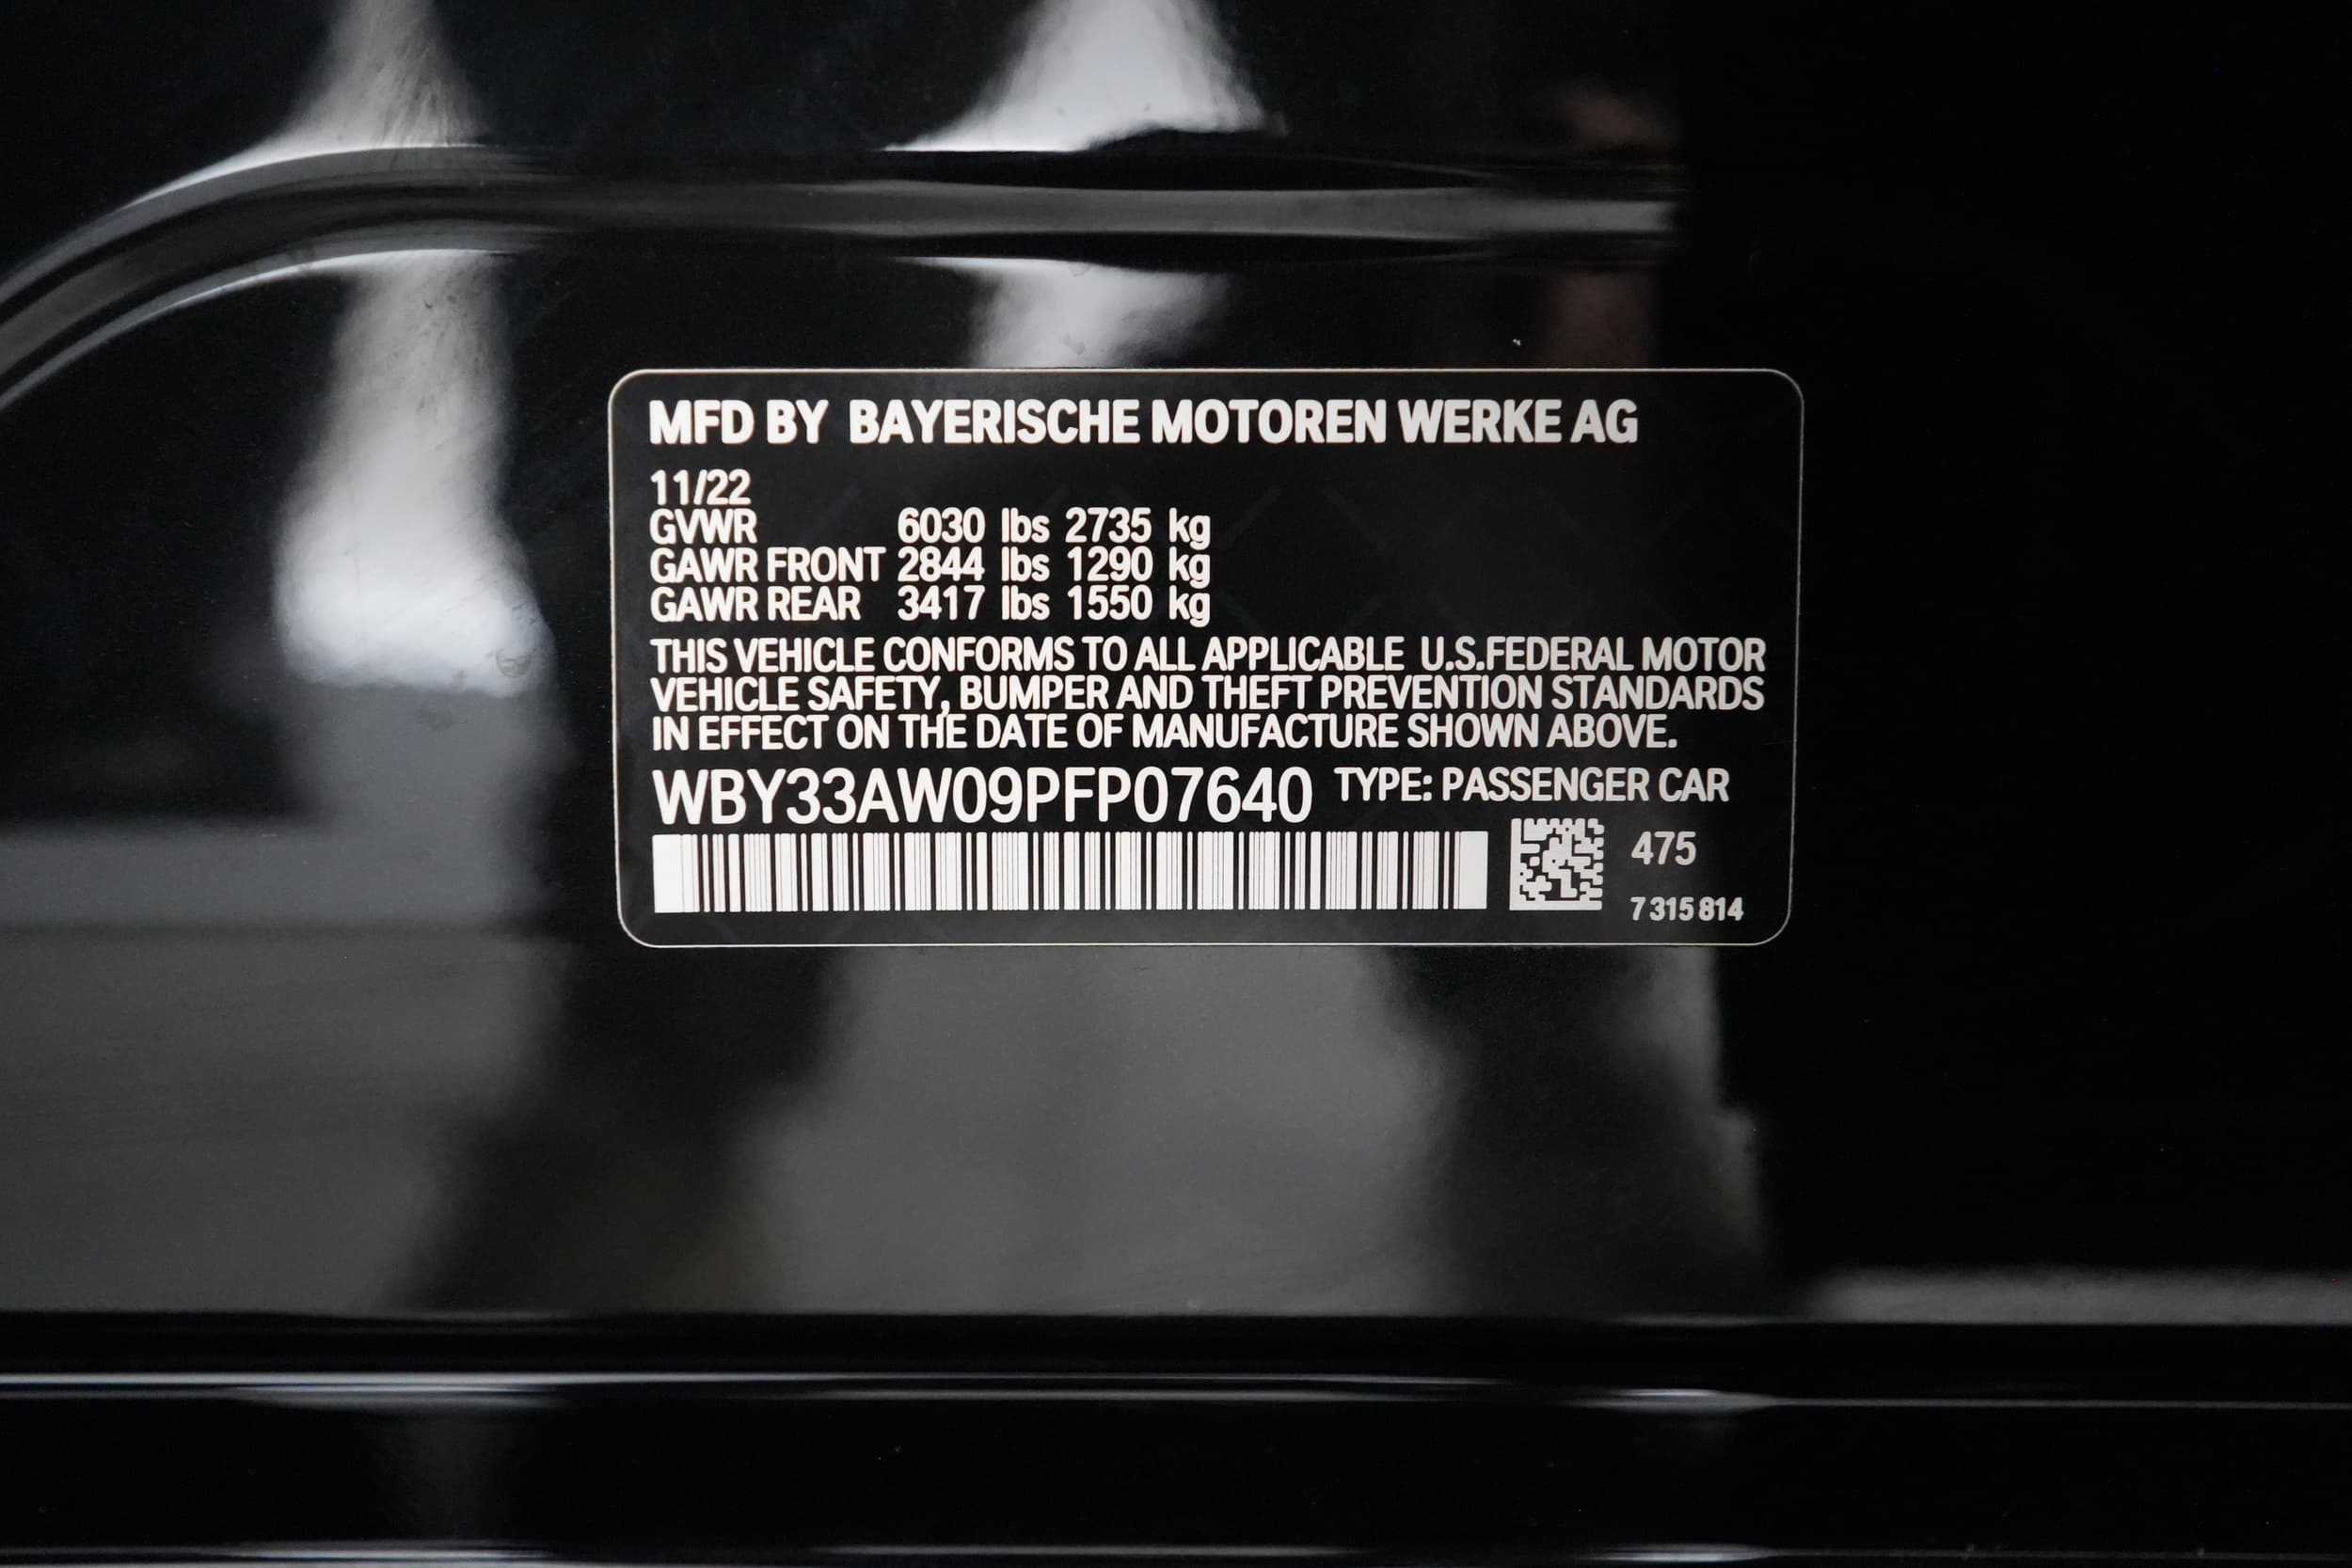 MFD BY BAYERISCHE MOTOREN WERKE AG
11/22
GVWR 6030 lbs 2735 kg
GAWR FRONT 2844 lbs 1290 kg
GAWR REAR 3417 lbs 1550 kg
THIS VEHICLE CONFORMS TO ALL APPLICABLE U.S.FEDERAL MOTOR
VEHICLE SAFETY, BUMPER AND THEFT PREVENTION STANDARDS
IN EFFECT ON THE DATE OF MANUFACTURE SHOWN ABOVE.
WBY33AW09PFP07640 TYPE: PASSENGER CAR
475
7 315 814